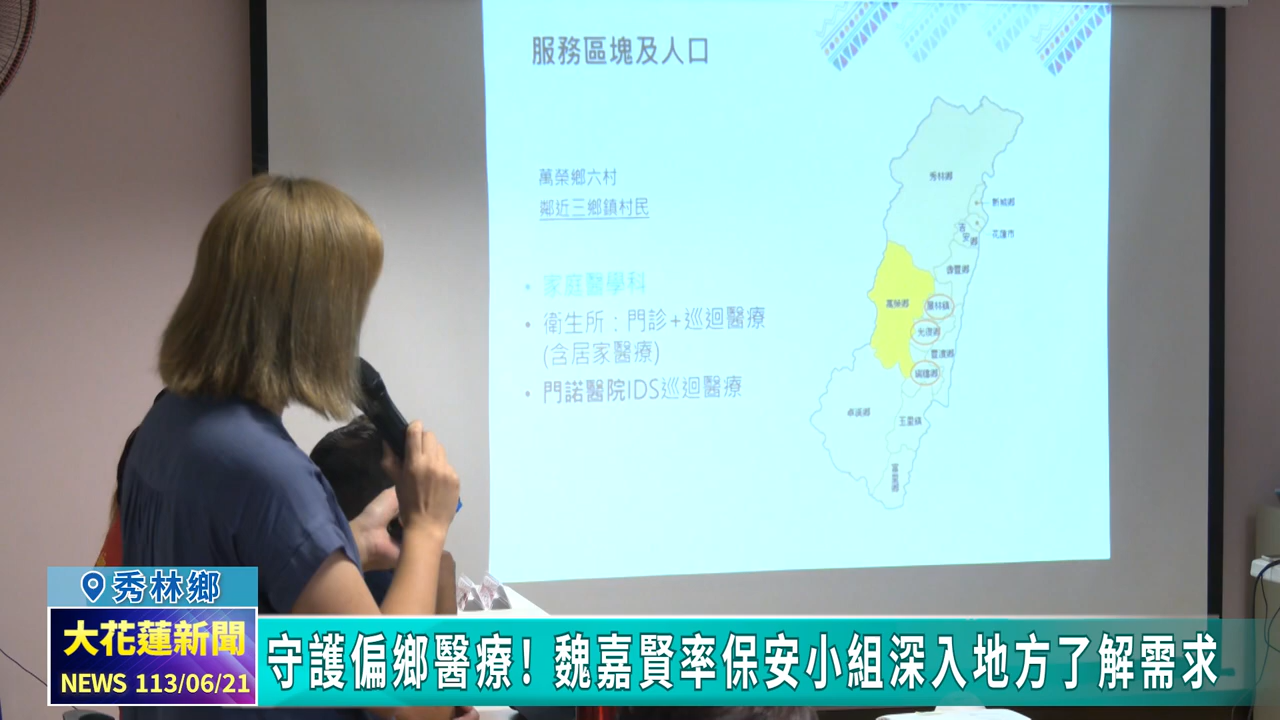 服務區塊及人口
萬榮鄉六村
鄰近三鄉鎮村民
• 家庭醫學科
• 衛生所：門診+巡迴醫療
(含居家醫療)
• 門諾醫院IDS巡迴醫療
秀林鄉
新城鄉
花蓮市
吉安鄉
壽豐鄉
萬榮鄉
鳳林鎮
光復鄉
豐濱鄉
瑞穗鄉
卓溪鄉
玉里鎮
富里鄉
秀林鄉
大花蓮新聞
NEWS 113/06/21
守護偏鄉醫療! 魏嘉賢率保安小組深入地方了解需求